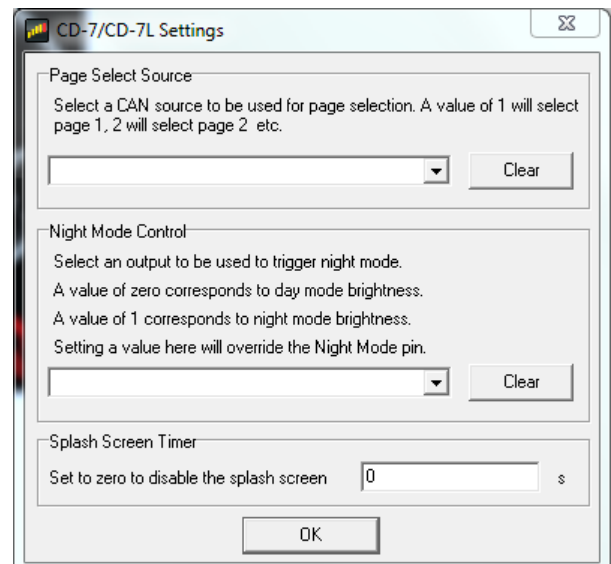 CD-7/CD-7L Settings
Page Select Source
Select a CAN source to be used for page selection. A value of 1 will select
page 1, 2 will select page 2 etc.
Clear
Night Mode Control
Select an output to be used to trigger night mode.
A value of zero corresponds to day mode brightness.
A value of 1 corresponds to night mode brightness.
Setting a value here will override the Night Mode pin.
Clear
Splash Screen Timer
Set to zero to disable the splash screen 0 s
OK